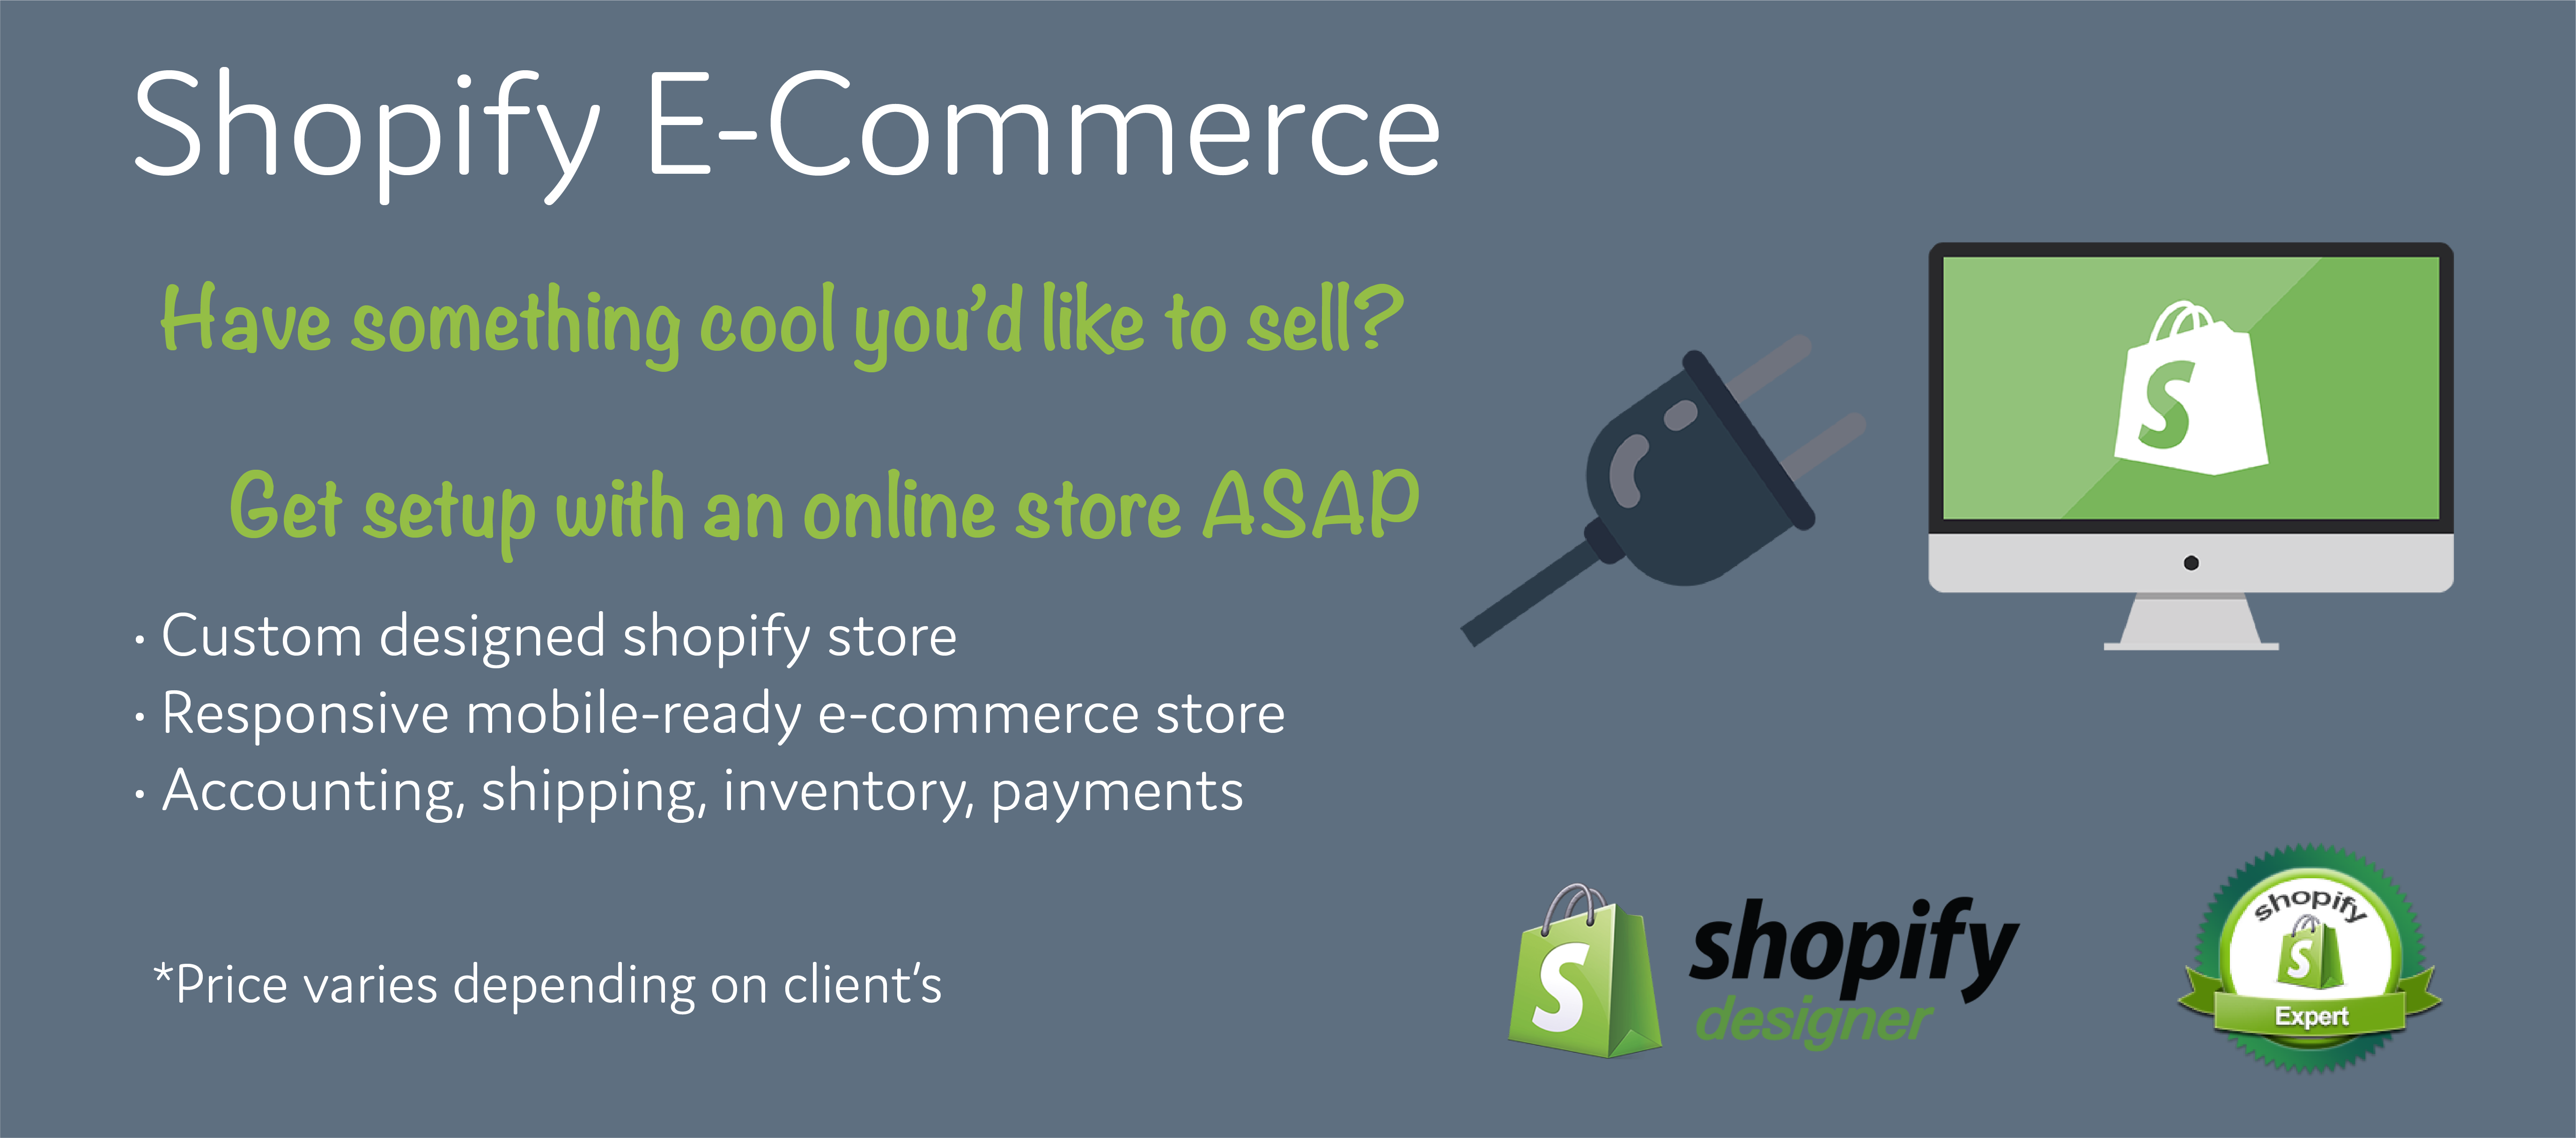 Shopify E-Commerce
Have something cool you’d like to sell?
Get setup with an online store ASAP
· Custom designed shopify store
· Responsive mobile-ready e-commerce store
· Accounting, shipping, inventory, payments
*Price varies depending on client‘s
S
S
shopify
designer
shopify
S
Expert